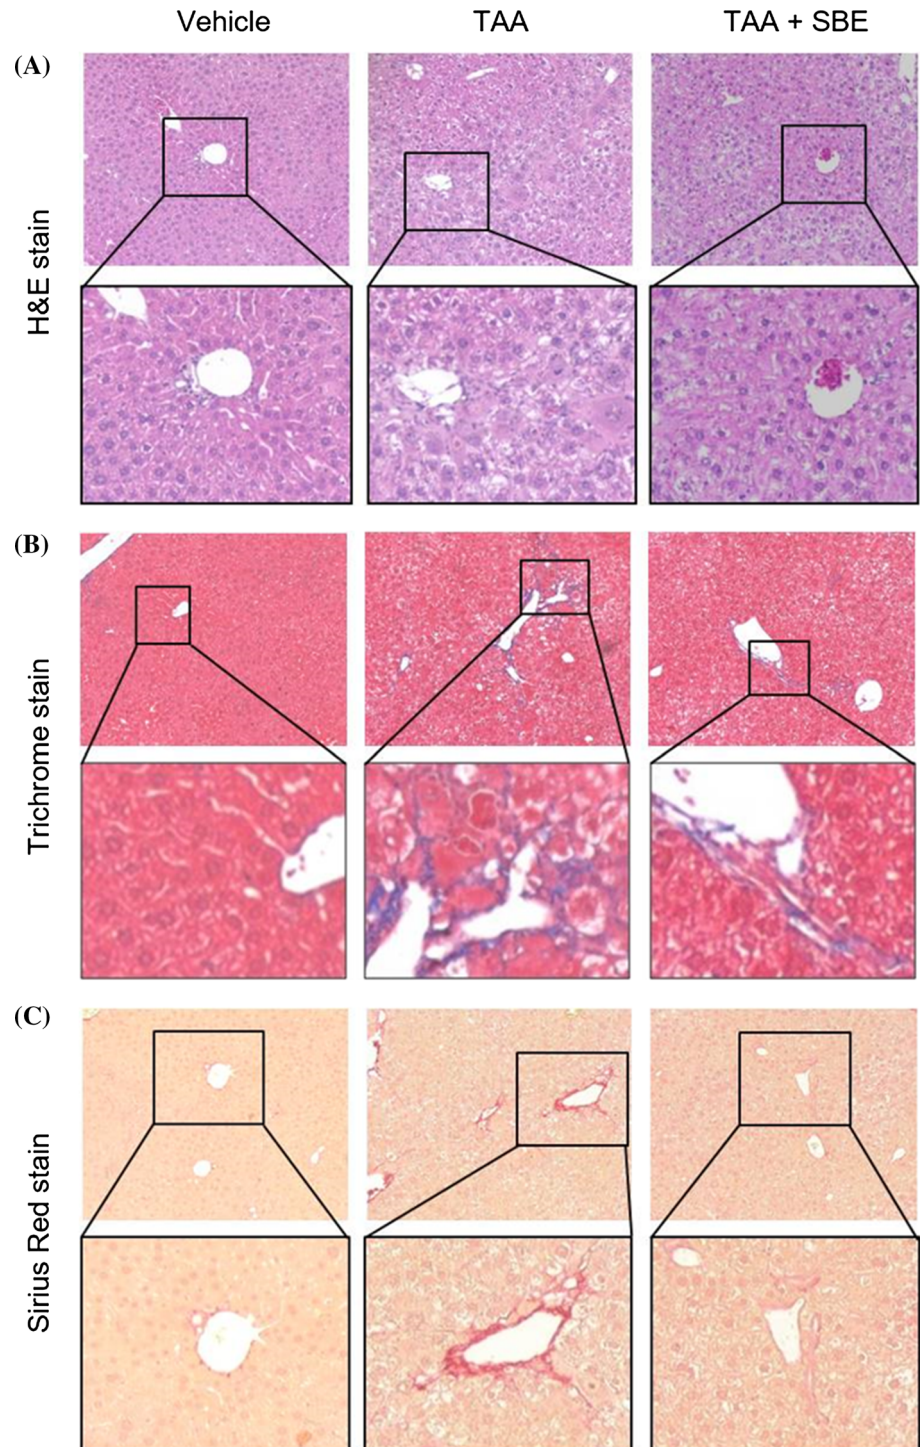 Vehicle TAA TAA + SBE
(A)
H&E stain
(B)
Trichrome stain
(C)
Sirius Red stain